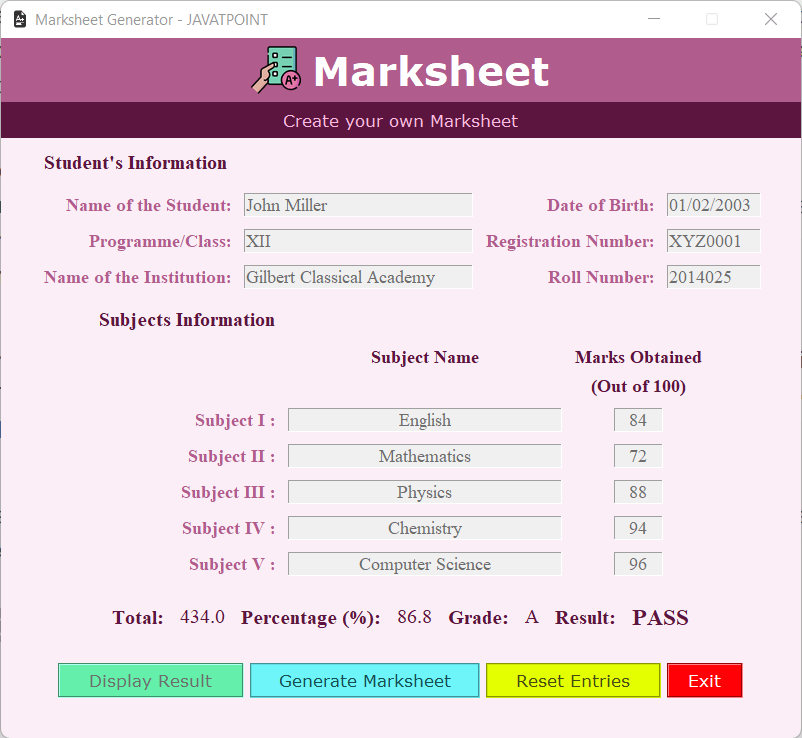 Marksheet Generator - JAVATPOINT
A+ Marksheet
Create your own Marksheet
Student's Information
Name of the Student: John Miller Date of Birth: 01/02/2003
Programme/Class: XII Registration Number: XYZ0001
Name of the Institution: Gilbert Classical Academy Roll Number: 2014025
Subjects Information
Subject Name Marks Obtained
(Out of 100)
Subject I : English 84
Subject II : Mathematics 72
Subject III : Physics 88
Subject IV : Chemistry 94
Subject V : Computer Science 96
Total: 434.0 Percentage (%): 86.8 Grade: A Result: PASS
Display Result Generate Marksheet Reset Entries Exit